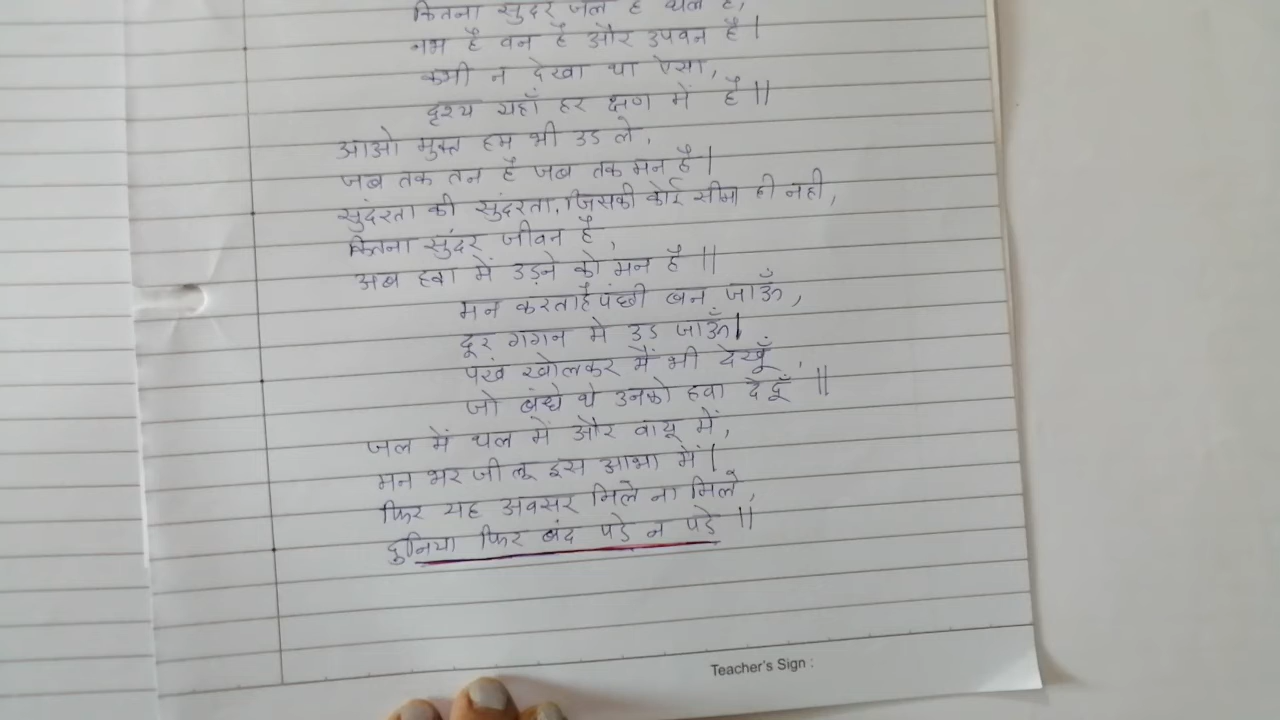 कितना सुंदर जल है थल है,
नभ है वन है और उपवन है।
कभी न देखा था ऐसा,
दृश्य यहाँ हर क्षण में है॥
आओ मुक्त हम भी उड ले,
जब तक तन है जब तक मन है।
सुंदरता की सुंदरता, जिसकी कोई सीमा ही नही,
कितना सुंदर जीवन है,
अब हवा में उड़ने को मन है॥
मन करता है पंछी बन जाऊँ,
दूर गगन मे उड जाऊँ।
पंख खोलकर मैं भी देखूँ,
जो बंधे थे उनको हवा देदूँ॥
जल में थल में और वायू में,
मन भर जी लू इस आभा में।
फिर यह अवसर मिले ना मिले,
दुनिया फिर बंद पडे न पडे॥
Teacher's Sign :